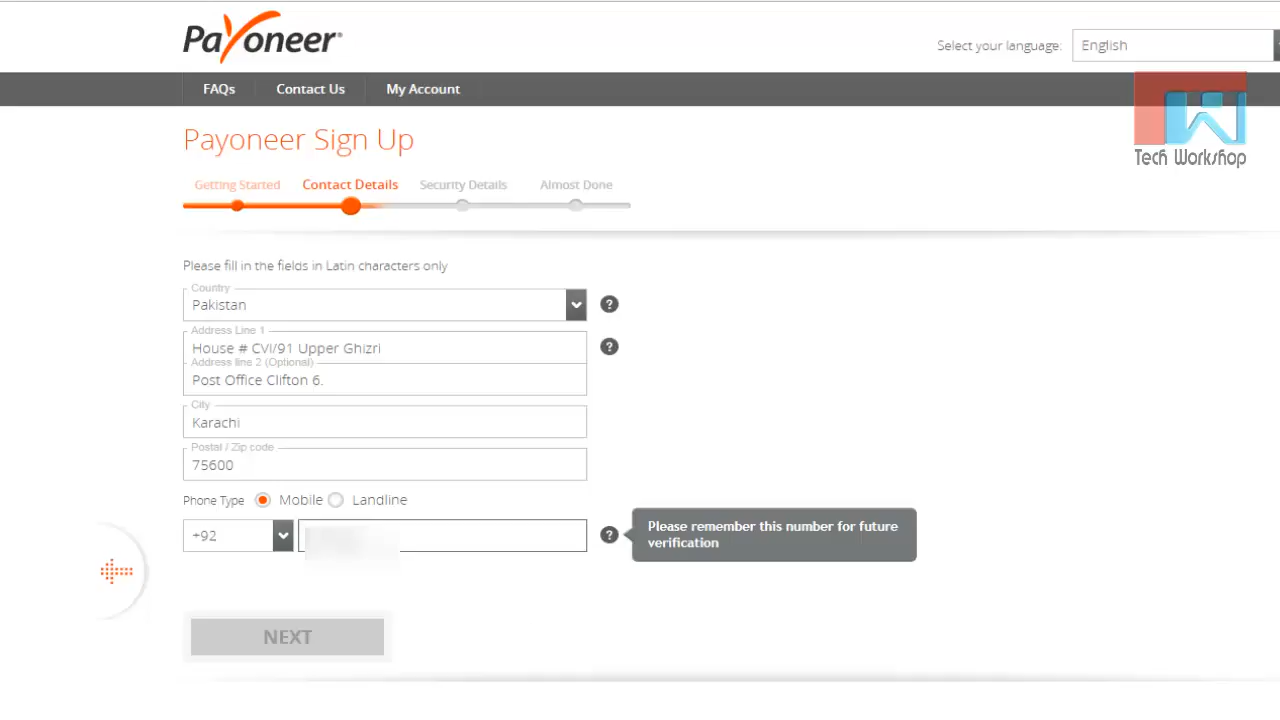 Payoneer
Select your language:
English
FAQs
Contact Us
My Account
Tech Workshop
Payoneer Sign Up
Getting Started
Contact Details
Security Details
Almost Done
Please fill in the fields in Latin characters only
Country
Pakistan
?
Address Line 1
House # CVI/91 Upper Ghizri
?
Address line 2 (Optional)
Post Office Clifton 6.
City
Karachi
Postal / Zip code
75600
Phone Type
Mobile
Landline
+92
?
Please remember this number for future
verification
NEXT